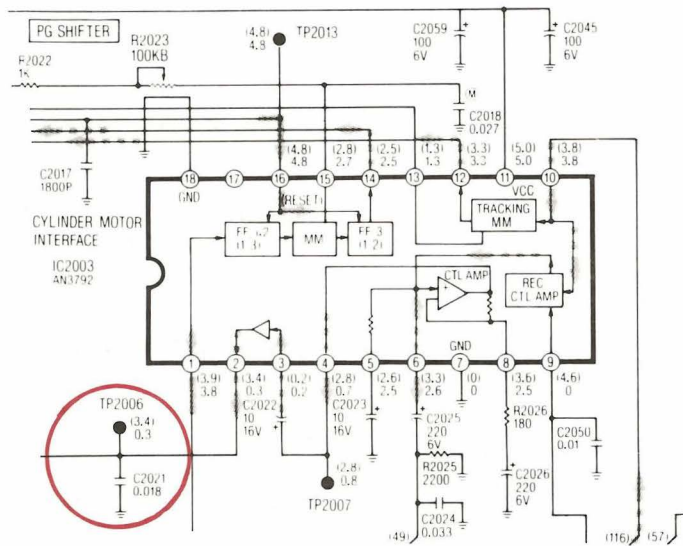 PG SHIFTER
R2023
100KB
R2022
1K
(4.8)
4.8
TP2013
C2059
100
6V
C2045
100
6V
(M
C2018
0.027
C2017
1800P
(4.8)
4.8
(2.8)
2.7
(2.5)
2.5
(1.3)
1.3
(3.3)
3.3
(5.0)
5.0
(3.8)
3.8
18 17 16 15 14 13 12 11 10
GND
(RESET)
VCC
CYLINDER MOTOR
INTERFACE
IC2003
AN3792
MM
TRACKING
MM
CTL AMP
REC
CTL AMP
GND
1 2 3 4 5 6 7 8 9
(3.9)
3.8
(3.4)
0.3
(0.2)
0.2
(2.8)
0.7
(2.6)
2.5
(3.3)
2.6
(0)
0
(3.6)
2.5
(4.6)
0
TP2006
(3.4)
0.3
C2021
0.018
C2022
10
16V
C2023
10
16V
(2.8)
0.8
TP2007
C2025
220
6V
R2025
2200
C2024
0.033
R2026
180
C2026
220
6V
C2050
0.01
(49)
(116)
(57)